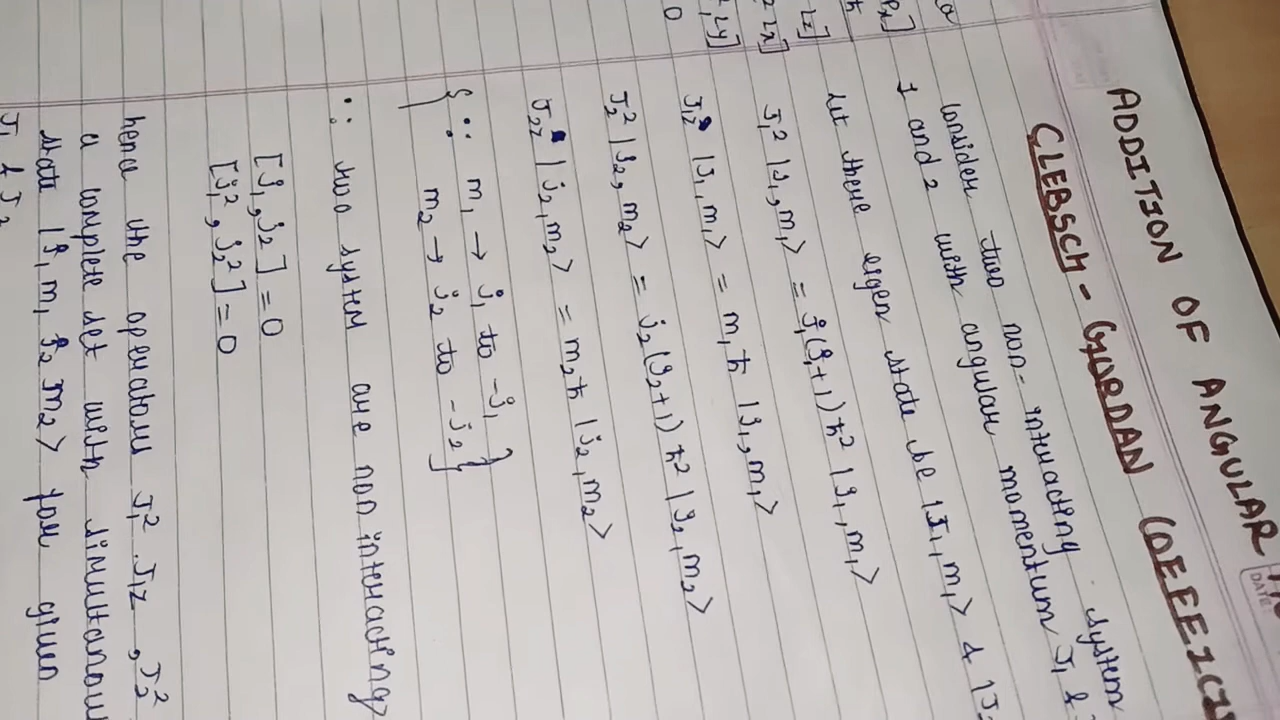 ADDITION OF ANGULAR
CLEBSCH-GORDAN
DATE
Consider two non-interacting system
1 and 2 with angular momentum J₁ &
Let there eigen state be |J₁, m₁> & |J₂
J₁² |J₁, m₁> = j₁(j₁+1)ħ² |J₁, m₁>
J₁z |J₁, m₁> = m₁ħ |J₁, m₁>
J₂² |J₂, m₂> = j₂(J₂+1)ħ² |J₂, m₂>
J₂z |j₂, m₂> = m₂ħ |j₂, m₂>
{∵ m₁ → j₁ to -j₁
m₂ → j₂ to -j₂}
∵ two system are non interacting
[J₁, J₂] = 0
[J₁², J₂²] = 0
hence the operators J₁², J₁z, J₂²
a complete set with simultanou
state |j₁ m₁ j₂ m₂> for given
J₁ & J₂